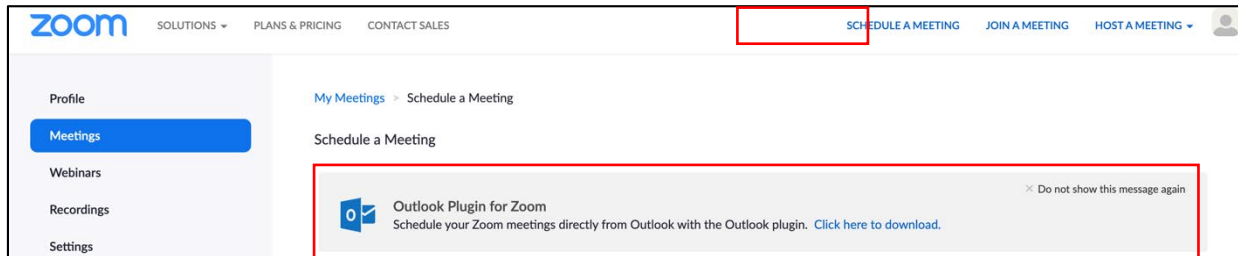 zoom SOLUTIONS PLANS & PRICING CONTACT SALES SCHEDULE A MEETING JOIN A MEETING HOST A MEETING
Profile
Meetings
Webinars
Recordings
Settings
My Meetings > Schedule a Meeting
Schedule a Meeting
Do not show this message again
Outlook Plugin for Zoom
Schedule your Zoom meetings directly from Outlook with the Outlook plugin. Click here to download.